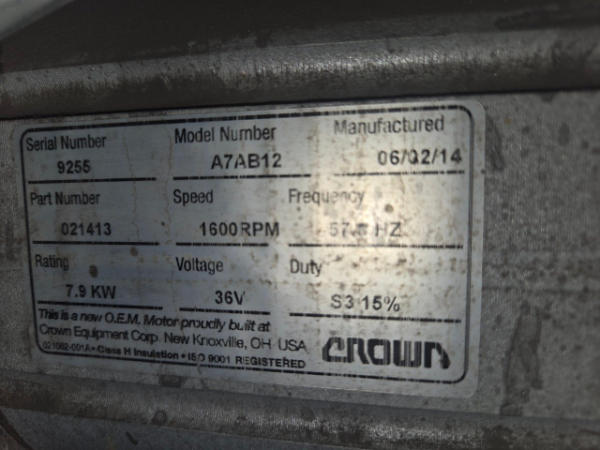 Serial Number Model Number Manufactured
9255 A7AB12 06/02/14
Part Number Speed Frequency
021413 1600RPM HZ
Rating Voltage Duty
7.9 KW 36V S3 15%
This is a new O.E.M. Motor proudly built at
Crown Equipment Corp. New Knoxville, OH USA
Class H Insulation • ISO 9001 REGISTERED
CROWN